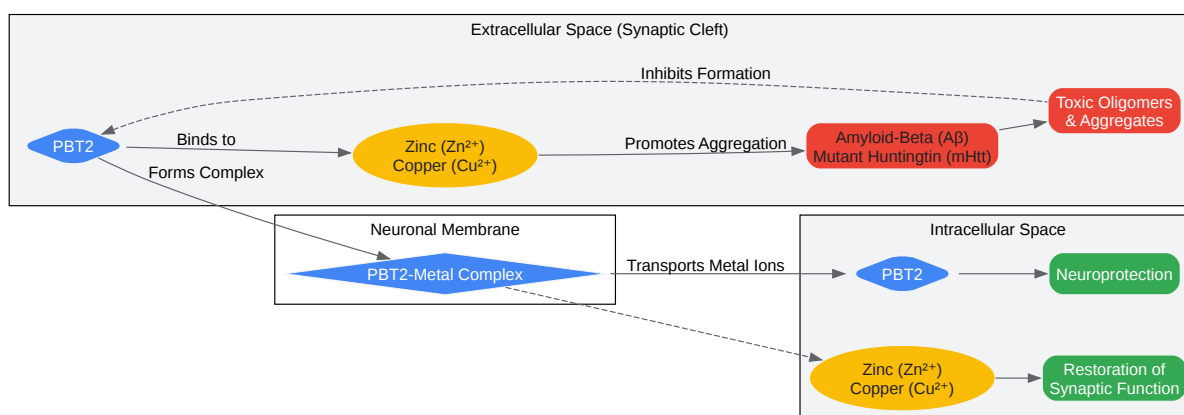 Extracellular Space (Synaptic Cleft)
Inhibits Formation
Toxic Oligomers
& Aggregates
PBT2
Binds to
Zinc (Zn²⁺)
Copper (Cu²⁺)
Promotes Aggregation
Amyloid-Beta (Aβ)
Mutant Huntingtin (mHtt)
Forms Complex
Neuronal Membrane
PBT2-Metal Complex
Transports Metal Ions
Intracellular Space
PBT2
Neuroprotection
Zinc (Zn²⁺)
Copper (Cu²⁺)
Restoration of
Synaptic Function